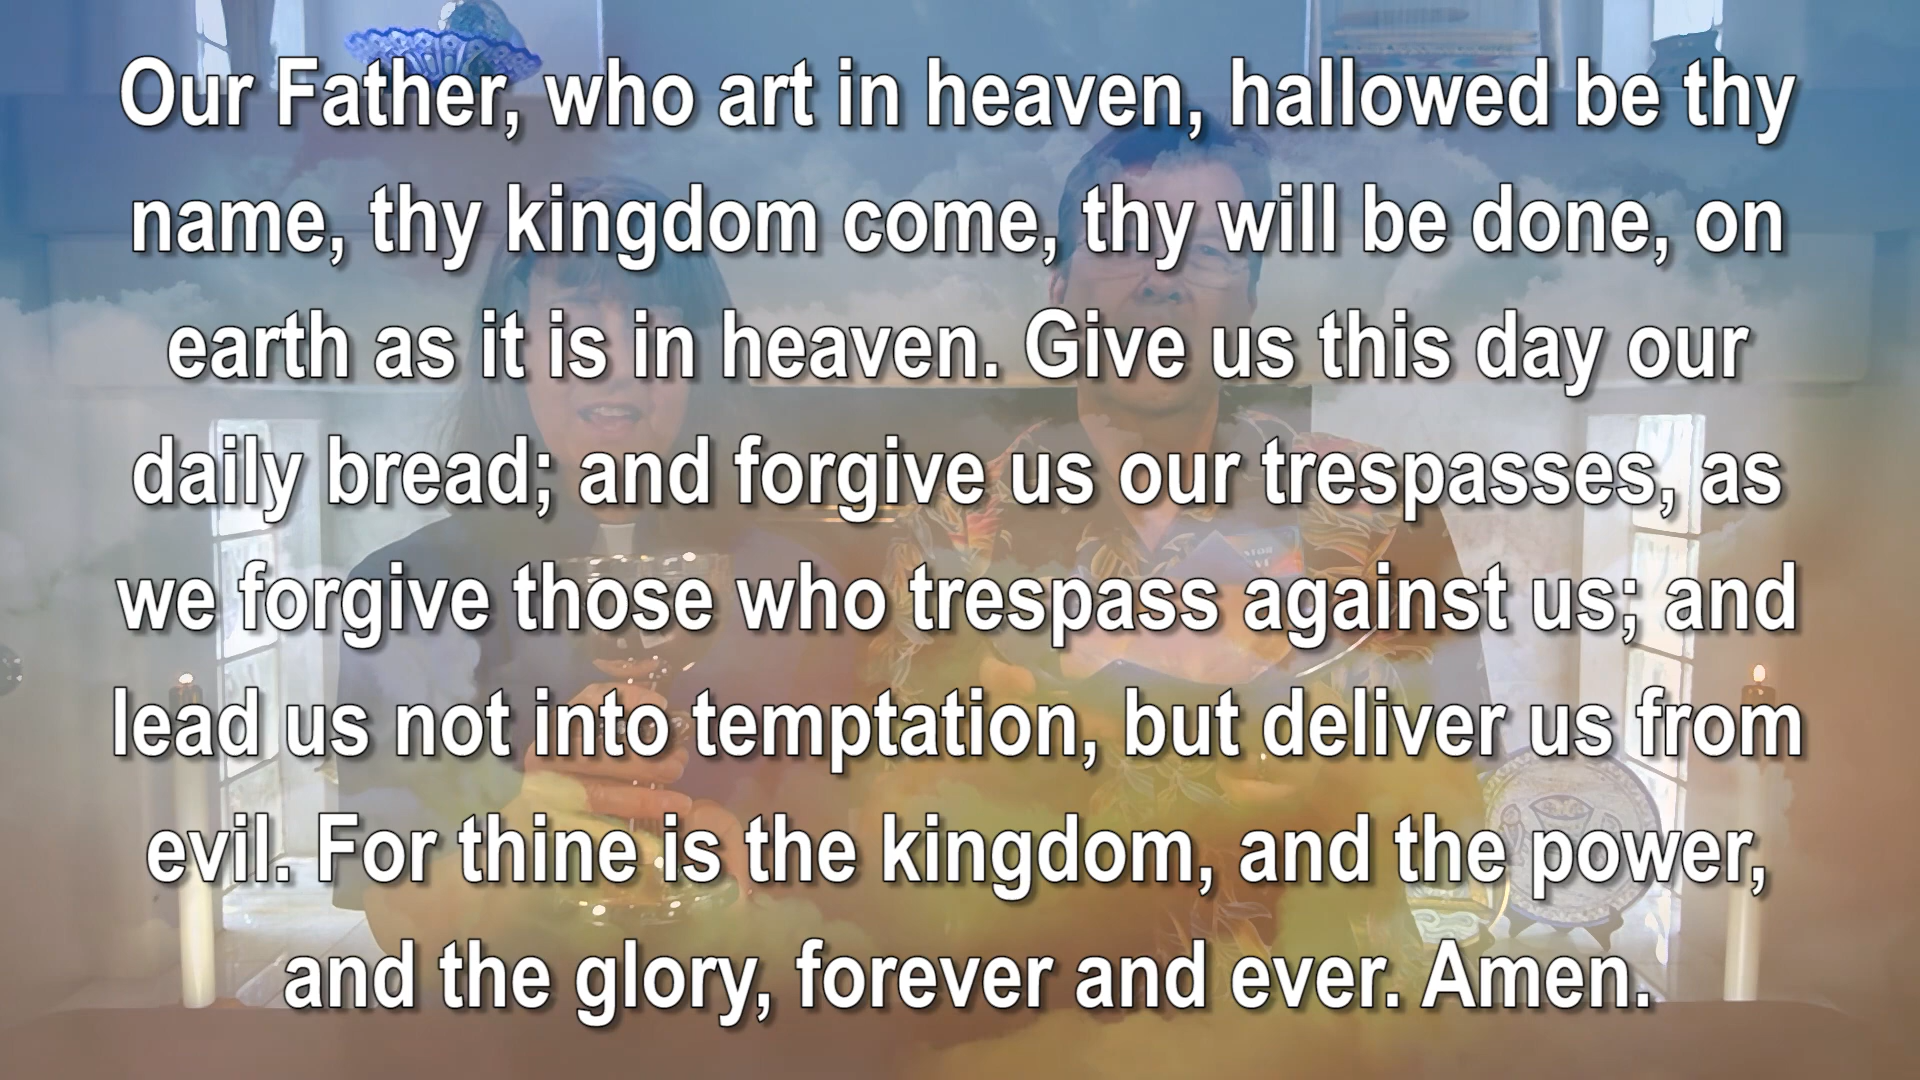 Our Father, who art in heaven, hallowed be thy
name, thy kingdom come, thy will be done, on
earth as it is in heaven. Give us this day our
daily bread; and forgive us our trespasses, as
we forgive those who trespass against us; and
lead us not into temptation, but deliver us from
evil. For thine is the kingdom, and the power,
and the glory, forever and ever. Amen.